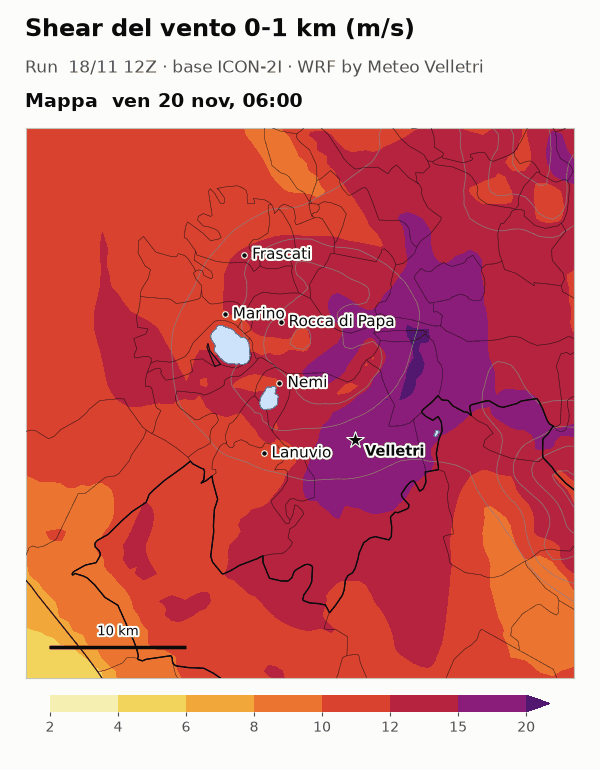 Shear del vento 0-1 km (m/s)
Run  18/11 12Z · base ICON-2I · WRF by Meteo Velletri
Mappa  ven 20 nov, 06:00
Frascati
Marino
Rocca di Papa
Nemi
Velletri
Lanuvio
10 km
2 4 6 8 10 12 15 20